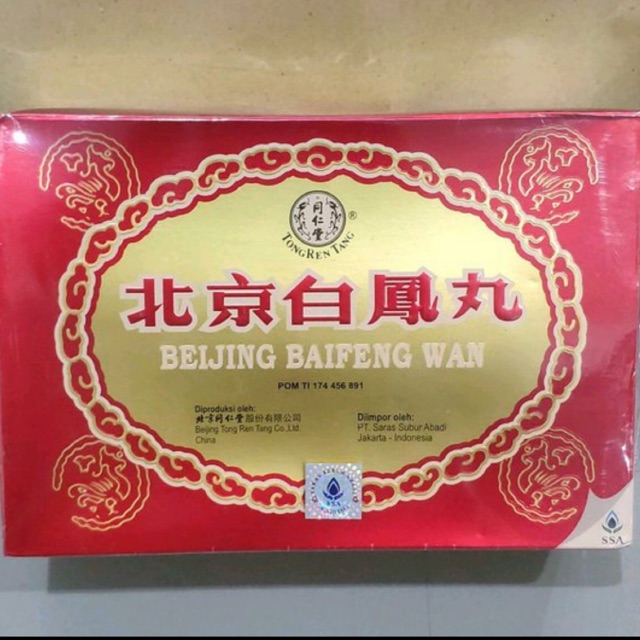 同仁堂
®
TONGREN TANG
北京白鳳丸
BEIJING BAIFENG WAN
POM TI 174 456 891
Diproduksi oleh:
北京同仁堂股份有限公司
Beijing Tong Ren Tang Co.,Ltd.
China
Diimpor oleh:
PT. Saras Subur Abadi
Jakarta - Indonesia
SSA
SSA